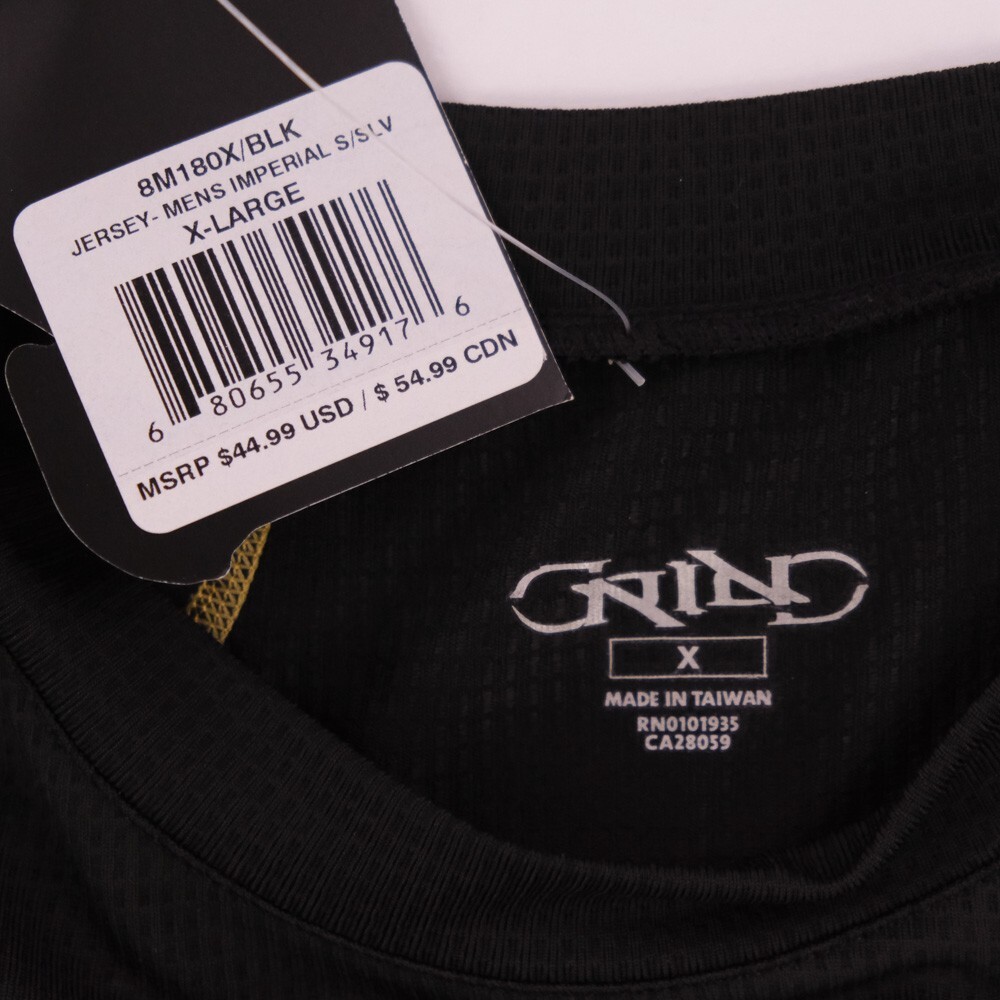 8M180X/BLK
JERSEY- MENS IMPERIAL S/SLV
X-LARGE
6 80655 34917 6
MSRP $44.99 USD / $ 54.99 CDN
GRIND
X
MADE IN TAIWAN
RN0101935
CA28059